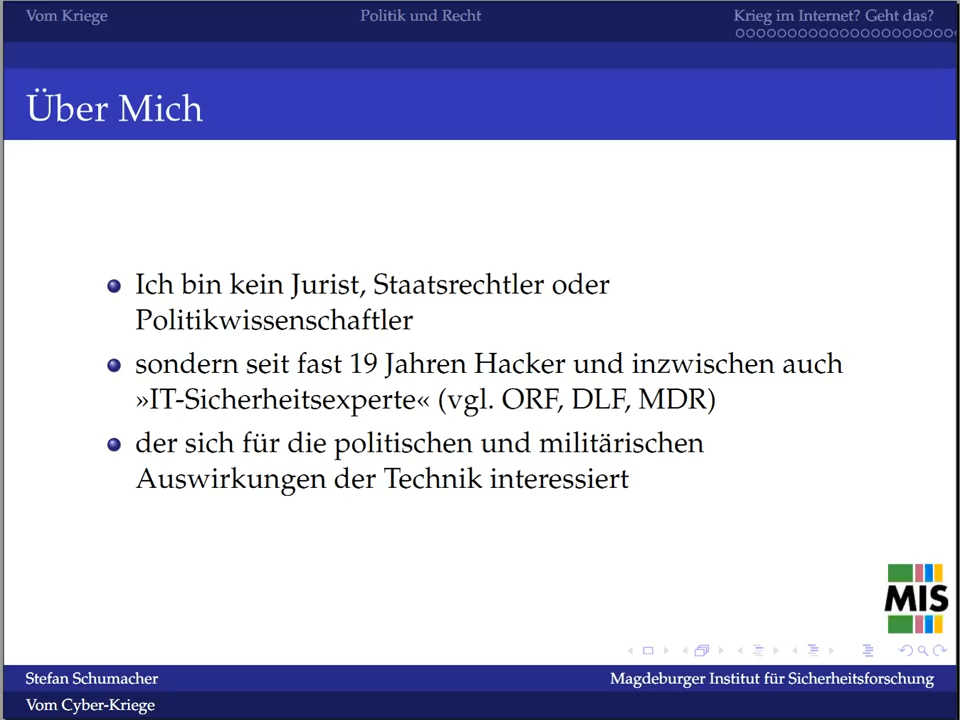 Vom Kriege
Politik und Recht
Krieg im Internet? Geht das?
Über Mich
Ich bin kein Jurist, Staatsrechtler oder
Politikwissenschaftler
sondern seit fast 19 Jahren Hacker und inzwischen auch
»IT-Sicherheitsexperte« (vgl. ORF, DLF, MDR)
der sich für die politischen und militärischen
Auswirkungen der Technik interessiert
MIS
Stefan Schumacher
Magdeburger Institut für Sicherheitsforschung
Vom Cyber-Kriege